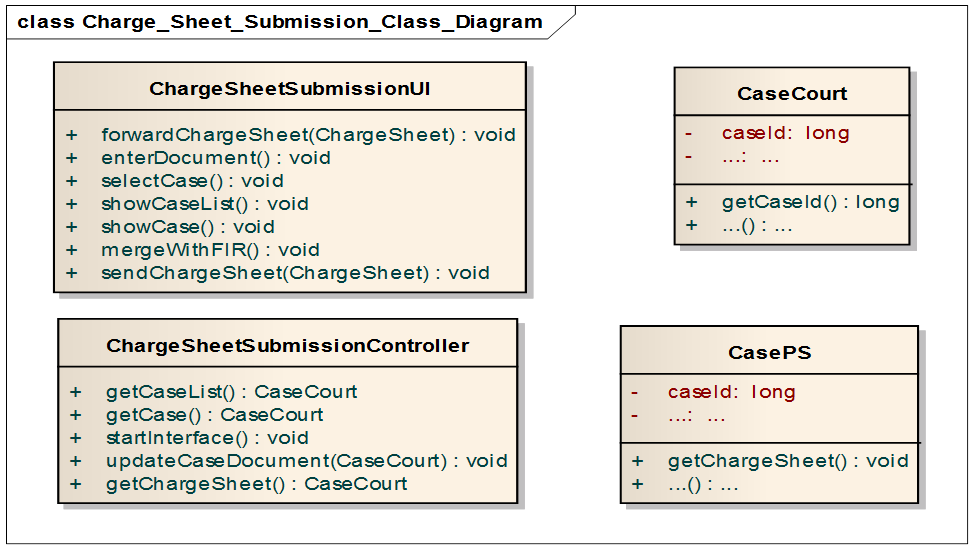 class Charge_Sheet_Submission_Class_Diagram
ChargeSheetSubmissionUI
+ forwardChargeSheet(ChargeSheet) : void
+ enterDocument() : void
+ selectCase() : void
+ showCaseList() : void
+ showCase() : void
+ mergeWithFIR() : void
+ sendChargeSheet(ChargeSheet) : void
CaseCourt
- caseId: long
- ...: ...
+ getCaseId() : long
+ ...() : ...
ChargeSheetSubmissionController
+ getCaseList() : CaseCourt
+ getCase() : CaseCourt
+ startInterface() : void
+ updateCaseDocument(CaseCourt) : void
+ getChargeSheet() : CaseCourt
CasePS
- caseId: long
- ...: ...
+ getChargeSheet() : void
+ ...() : ...